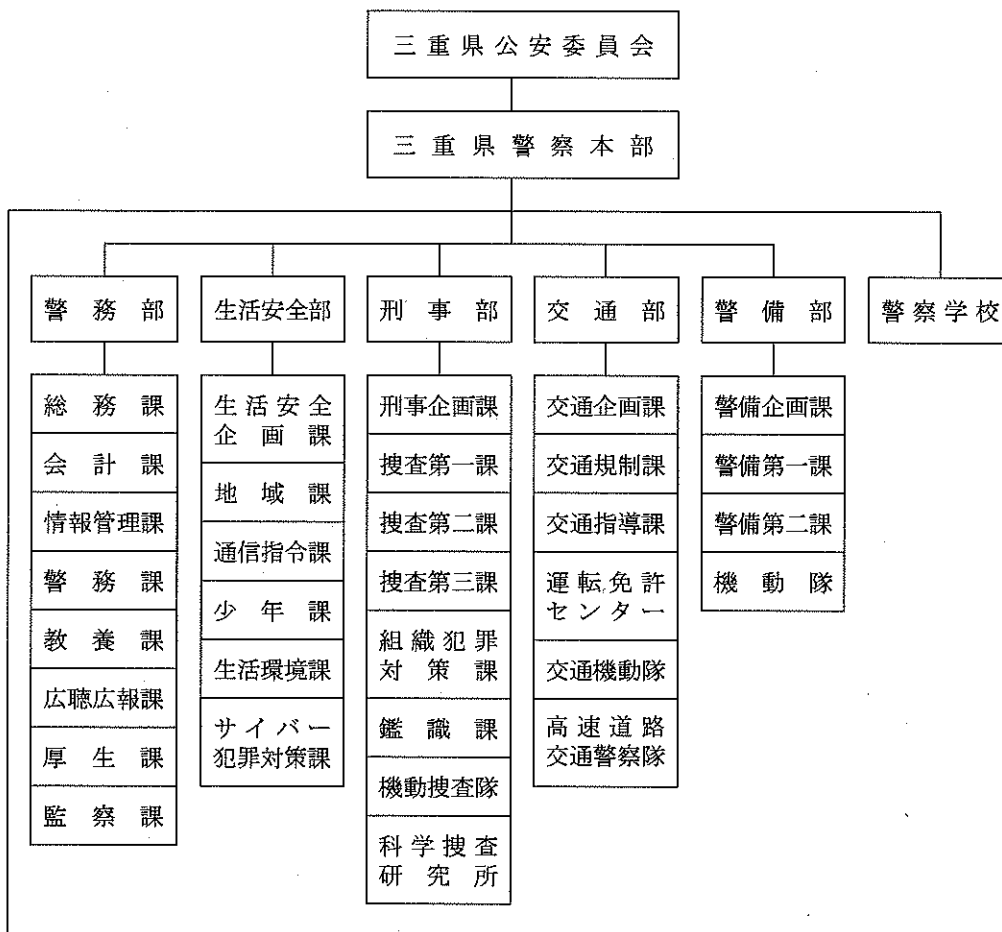 三重県公安委員会
三重県警察本部
警務部
生活安全部
刑事部
交通部
警備部
警察学校
総務課
会計課
情報管理課
警務課
教養課
広聴広報課
厚生課
監察課
生活安全
企画課
地域課
通信指令課
少年課
生活環境課
サイバー
犯罪対策課
刑事企画課
捜査第一課
捜査第二課
捜査第三課
組織犯罪
対策課
鑑識課
機動捜査隊
科学捜査
研究所
交通企画課
交通規制課
交通指導課
運転免許
センター
交通機動隊
高速道路
交通警察隊
警備企画課
警備第一課
警備第二課
機動隊